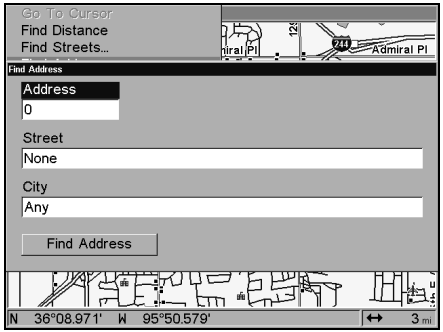 Go To Cursor
Find Distance
Find Streets...
129
iral Pl
244
Admiral Pl
Find Address
Address
0
Street
None
City
Any
Find Address
N 36°08.971' W 95°50.579'
3 mi